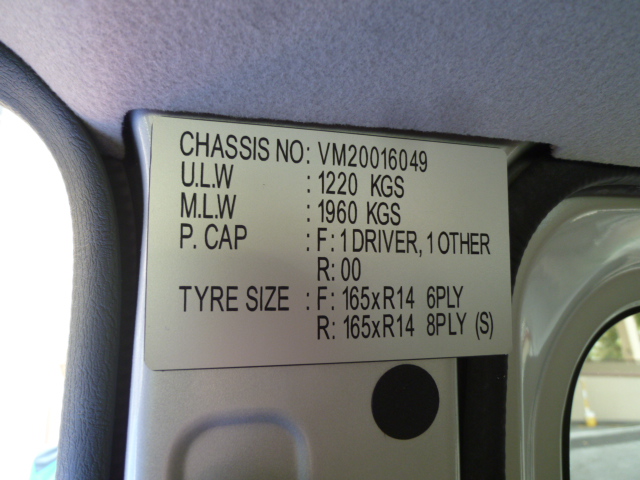 CHASSIS NO: VM20016049
U.L.W : 1220 KGS
M.L.W : 1960 KGS
P. CAP : F: 1 DRIVER, 1 OTHER
R: 00
TYRE SIZE : F: 165xR14 6PLY
R: 165xR14 8PLY (S)